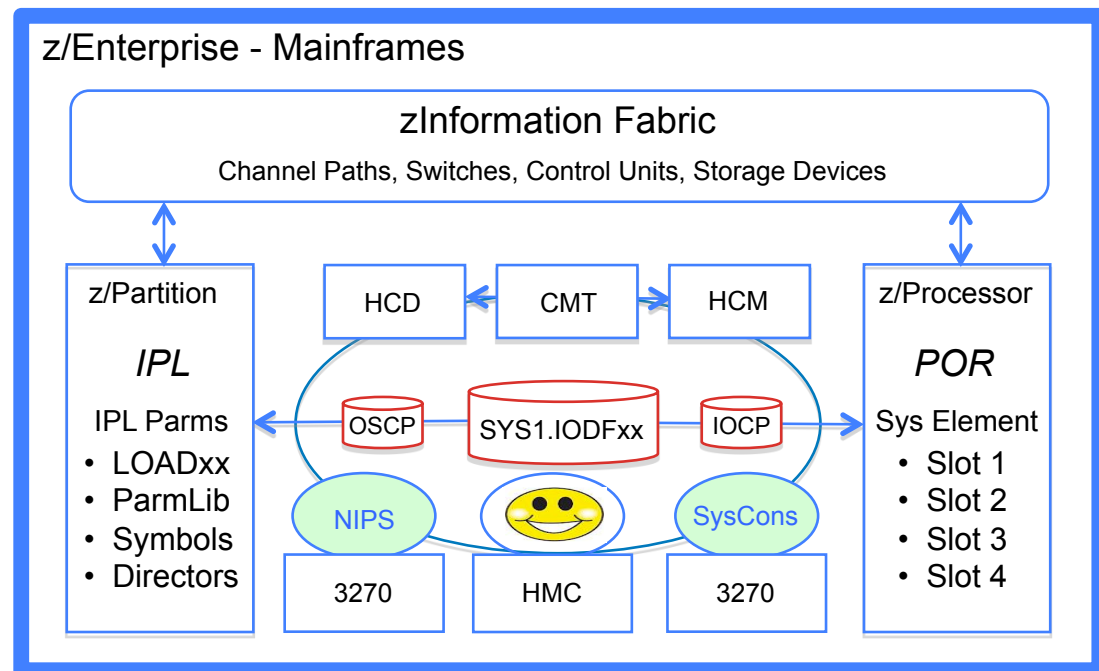 z/Enterprise - Mainframes
zInformation Fabric
Channel Paths, Switches, Control Units, Storage Devices
z/Partition
IPL
IPL Parms
• LOADxx
• ParmLib
• Symbols
• Directors
HCD
CMT
HCM
OSCP
SYS1.IODFxx
IOCP
NIPS
SysCons
3270
HMC
3270
z/Processor
POR
Sys Element
• Slot 1
• Slot 2
• Slot 3
• Slot 4